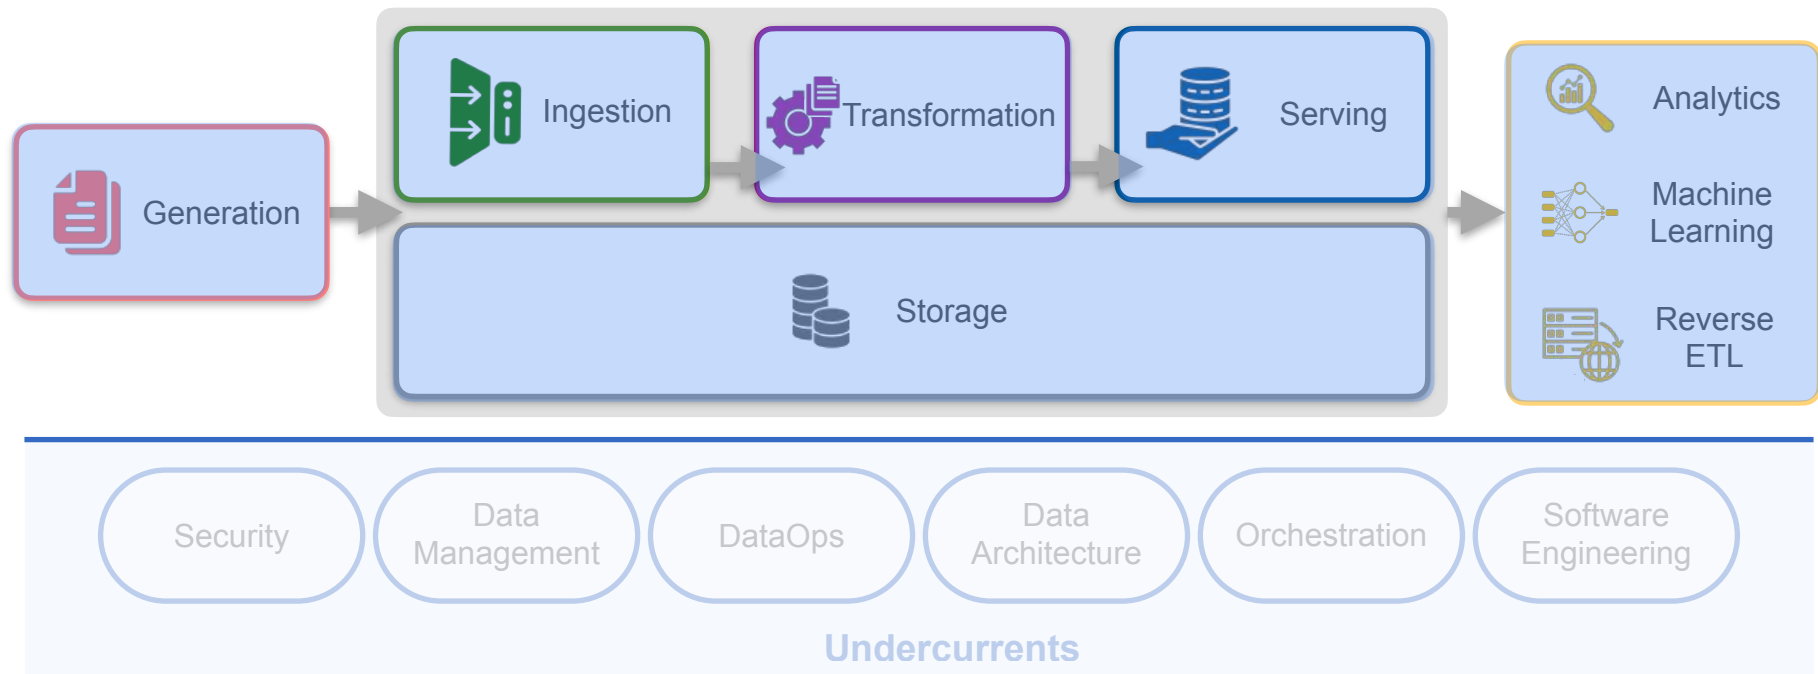 Generation
Ingestion
Transformation
Serving
Storage
Analytics
Machine
Learning
Reverse
ETL
Security
Data
Management
DataOps
Data
Architecture
Orchestration
Software
Engineering
Undercurrents